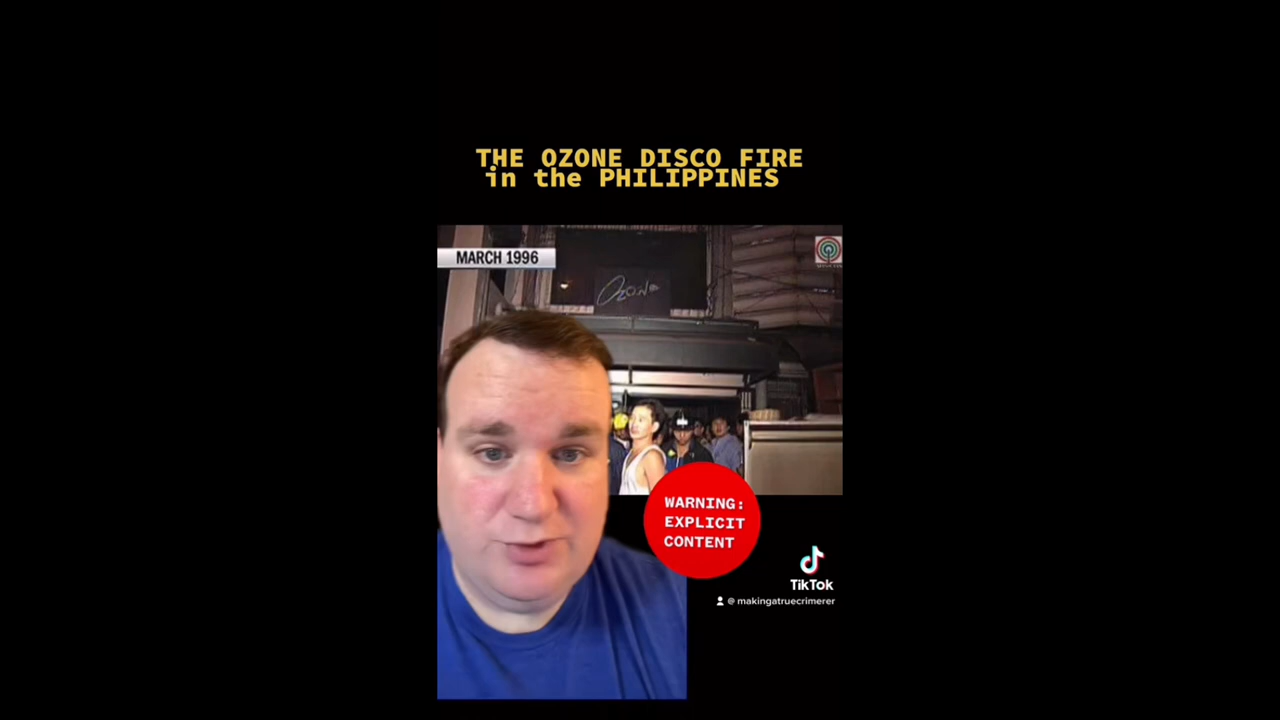 THE OZONE DISCO FIRE
in the PHILIPPINES
MARCH 1996
Ozone
WARNING:
EXPLICIT
CONTENT
TikTok
@ makingatruecrimerer